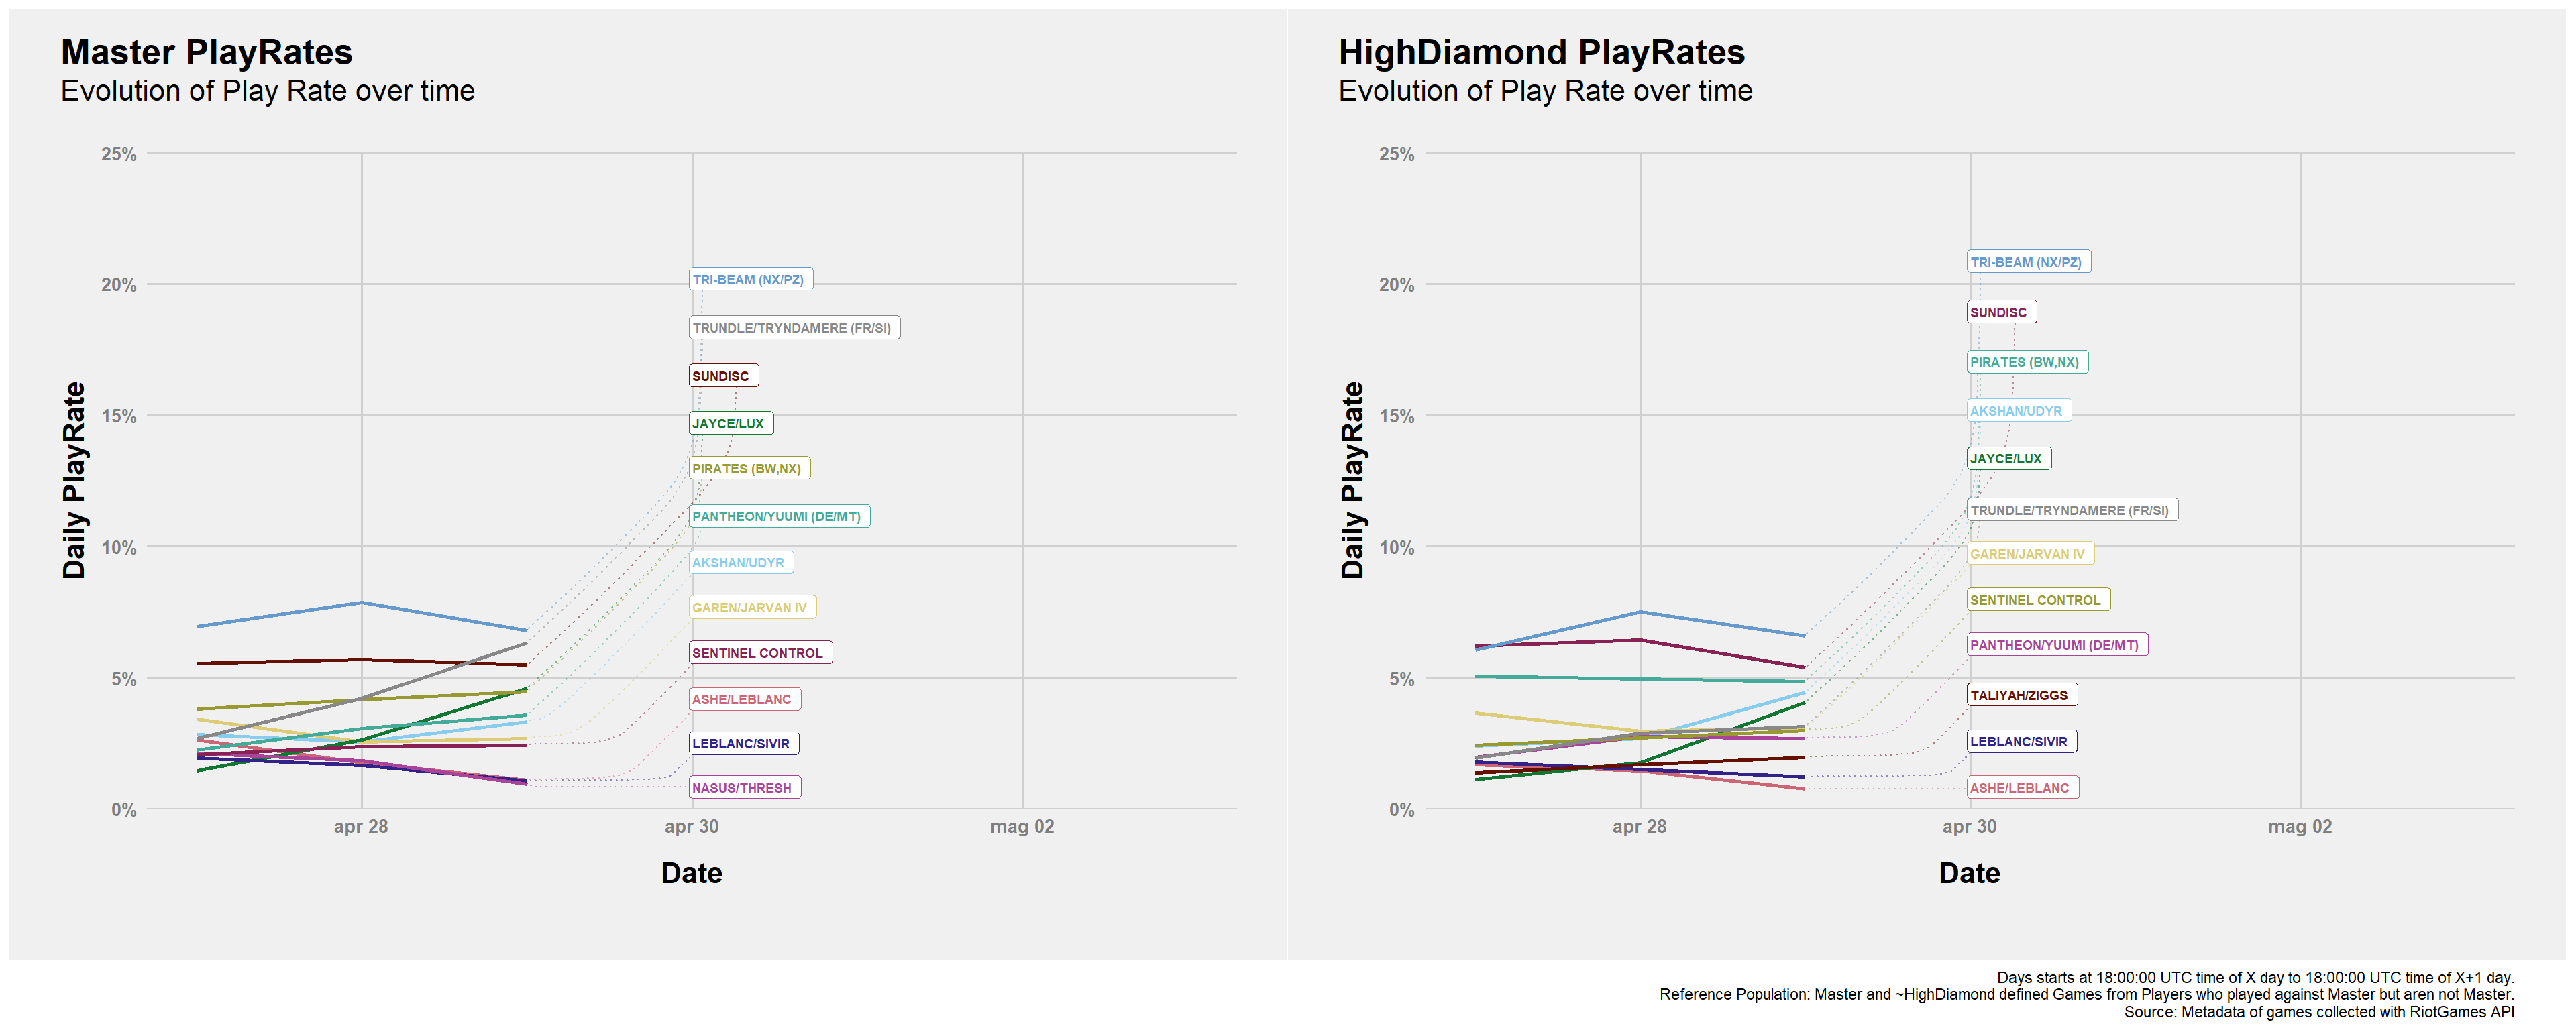 Master PlayRates
Evolution of Play Rate over time
25%
20%
15%
10%
5%
0%
Daily PlayRate
TRI-BEAM (NX/PZ)
TRUNDLE/TRYNDAMERE (FR/SI)
SUNDISC
JAYCE/LUX
PIRATES (BW,NX)
PANTHEON/YUUMI (DE/MT)
AKSHAN/UDYR
GAREN/JARVAN IV
SENTINEL CONTROL
ASHE/LEBLANC
LEBLANC/SIVIR
NASUS/THRESH
apr 28
apr 30
mag 02
Date
HighDiamond PlayRates
Evolution of Play Rate over time
25%
20%
15%
10%
5%
0%
Daily PlayRate
TRI-BEAM (NX/PZ)
SUNDISC
PIRATES (BW,NX)
AKSHAN/UDYR
JAYCE/LUX
TRUNDLE/TRYNDAMERE (FR/SI)
GAREN/JARVAN IV
SENTINEL CONTROL
PANTHEON/YUUMI (DE/MT)
TALIYAH/ZIGGS
LEBLANC/SIVIR
ASHE/LEBLANC
apr 28
apr 30
mag 02
Date
Days starts at 18:00:00 UTC time of X day to 18:00:00 UTC time of X+1 day.
Reference Population: Master and ~HighDiamond defined Games from Players who played against Master but aren not Master.
Source: Metadata of games collected with RiotGames API